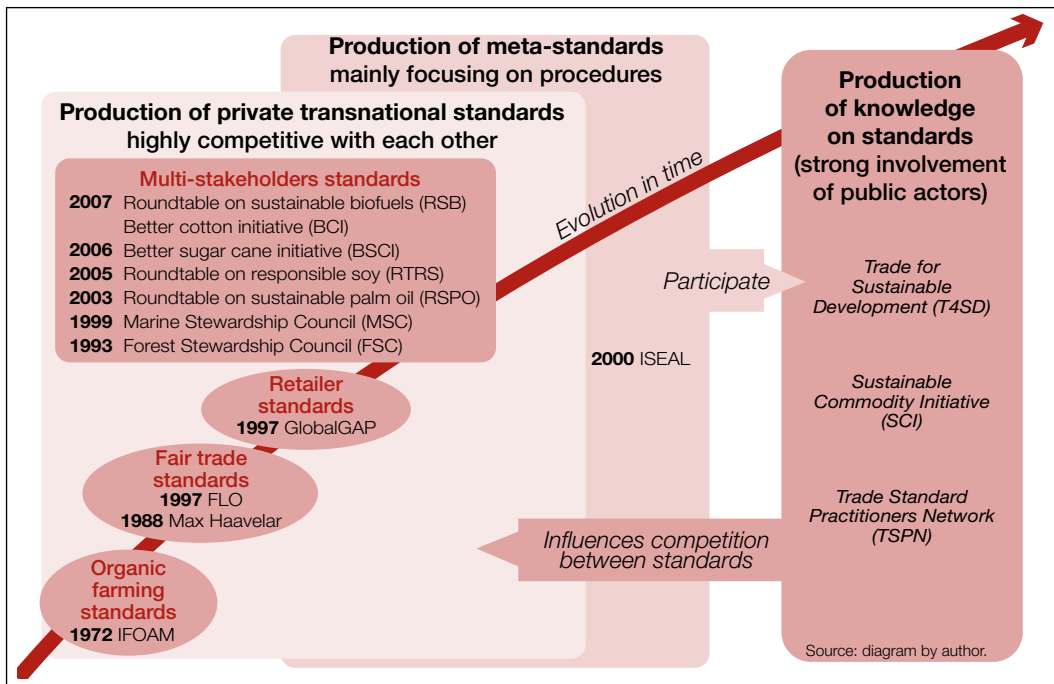 Production of meta-standards
mainly focusing on procedures
Production of private transnational standards
highly competitive with each other
Multi-stakeholders standards
2007 Roundtable on sustainable biofuels (RSB)
Better cotton initiative (BCI)
2006 Better sugar cane initiative (BSCI)
2005 Roundtable on responsible soy (RTRS)
2003 Roundtable on sustainable palm oil (RSPO)
1999 Marine Stewardship Council (MSC)
1993 Forest Stewardship Council (FSC)
Retailer
standards
1997 GlobalGAP
Fair trade
standards
1997 FLO
1988 Max Haavelar
Organic
farming
standards
1972 IFOAM
Evolution in time
2000 ISEAL
Participate
Influences competition
between standards
Production
of knowledge
on standards
(strong involvement
of public actors)
Trade for
Sustainable
Development (T4SD)
Sustainable
Commodity Initiative
(SCI)
Trade Standard
Practitioners Network
(TSPN)
Source: diagram by author.